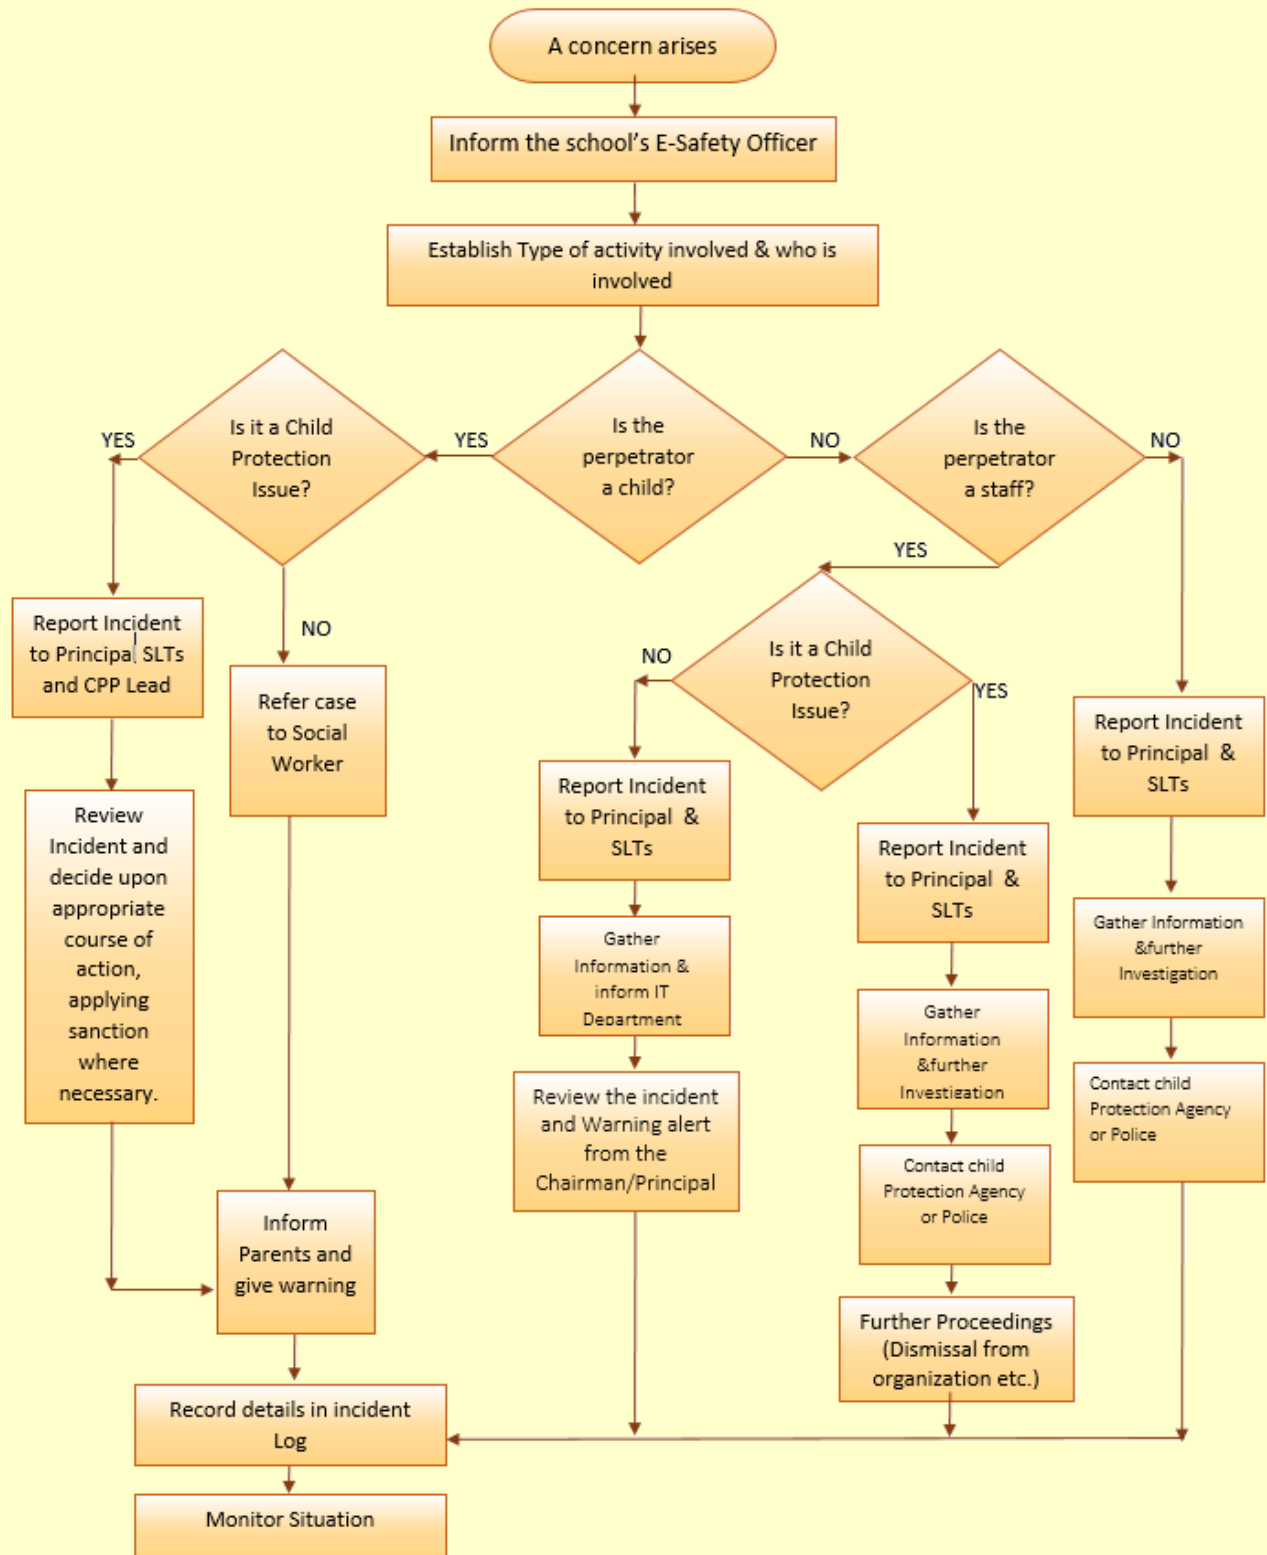 A concern arises
Inform the school's E-Safety Officer
Establish Type of activity involved & who is
involved
Is it a Child
Protection
Issue?
YES
YES
Is the
perpetrator
a child?
NO
Is the
perpetrator
a staff?
NO
YES
Report Incident
to Principal SLTs
and CPP Lead
NO
Refer case
to Social
Worker
Is it a Child
Protection
Issue?
NO
YES
Report Incident
to Principal &
SLTs
Review
Incident and
decide upon
appropriate
course of
action,
applying
sanction
where
necessary.
Report Incident
to Principal &
SLTs
Report Incident
to Principal &
SLTs
Gather Information
&further
Investigation
Gather
Information &
inform IT
Department
Gather
Information
&further
Investigation
Contact child
Protection Agency
or Police
Review the incident
and Warning alert
from the
Chairman/Principal
Contact child
Protection Agency
or Police
Inform
Parents and
give warning
Further Proceedings
(Dismissal from
organization etc.)
Record details in incident
Log
Monitor Situation